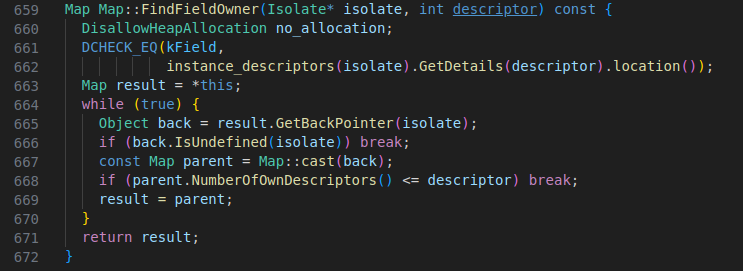 659 Map Map::FindFieldOwner(Isolate* isolate, int descriptor) const {
660   DisallowHeapAllocation no_allocation;
661   DCHECK_EQ(kField,
662             instance_descriptors(isolate).GetDetails(descriptor).location());
663   Map result = *this;
664   while (true) {
665     Object back = result.GetBackPointer(isolate);
666     if (back.IsUndefined(isolate)) break;
667     const Map parent = Map::cast(back);
668     if (parent.NumberOfOwnDescriptors() <= descriptor) break;
669     result = parent;
670   }
671   return result;
672 }